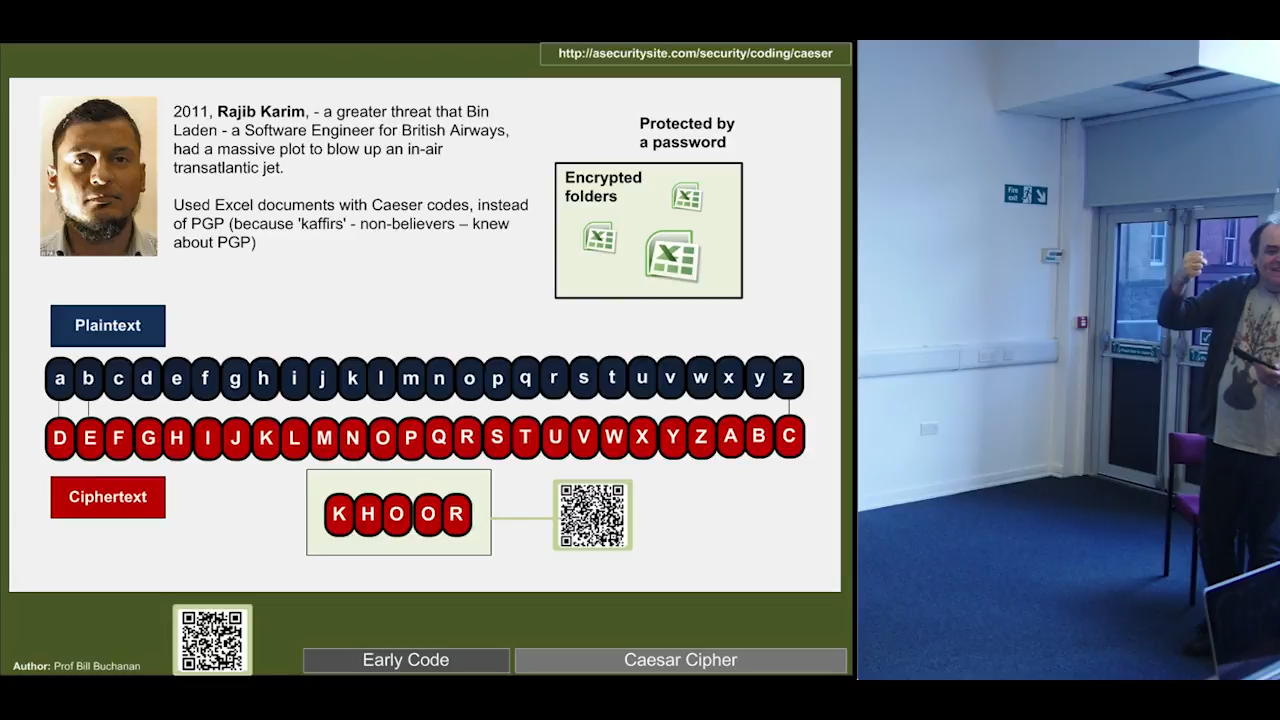 http://asecuritysite.com/security/coding/caeser
2011, Rajib Karim, - a greater threat that Bin
Laden - a Software Engineer for British Airways,
had a massive plot to blow up an in-air
transatlantic jet.
Used Excel documents with Caeser codes, instead
of PGP (because 'kaffirs' - non-believers – knew
about PGP)
Protected by
a password
Encrypted
folders
Plaintext
a b c d e f g h i j k l m n o p q r s t u v w x y z
D E F G H I J K L M N O P Q R S T U V W X Y Z A B C
Ciphertext
K H O O R
Author: Prof Bill Buchanan
Early Code
Caesar Cipher
Fire
exit